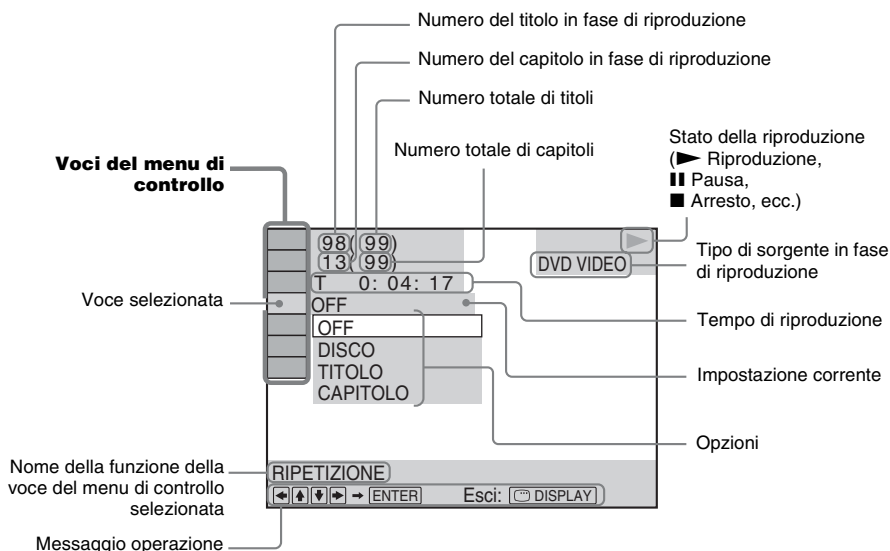 Numero del titolo in fase di riproduzione
Numero del capitolo in fase di riproduzione
Numero totale di titoli
Numero totale di capitoli
Stato della riproduzione
(► Riproduzione,
▮▮ Pausa,
■ Arresto, ecc.)
Voci del menu di
controllo
98( 99)
13( 99)
T 0: 04: 17
OFF
OFF
DISCO
TITOLO
CAPITOLO
DVD VIDEO
Tipo di sorgente in fase
di riproduzione
Voce selezionata
Tempo di riproduzione
Impostazione corrente
Opzioni
Nome della funzione della
voce del menu di controllo
selezionata
RIPETIZIONE
← ↑ ↓ → → ENTER Esci: DISPLAY
Messaggio operazione